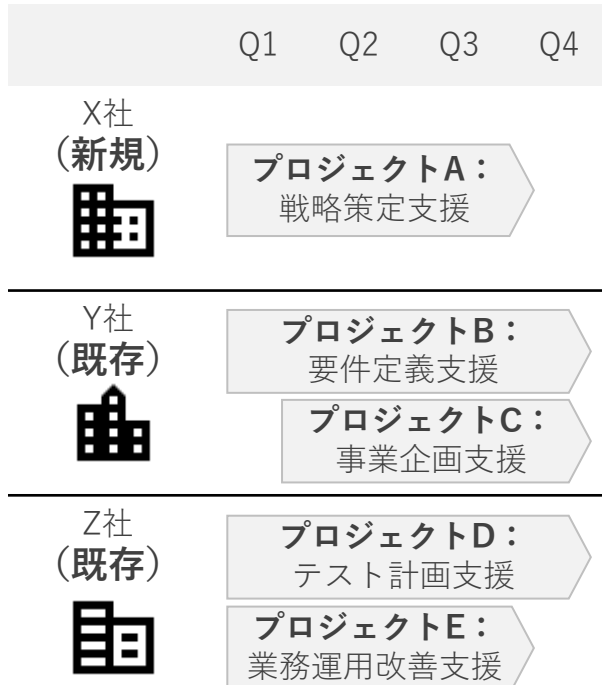 Q1 Q2 Q3 Q4
X社
（新規）
プロジェクトA：
戦略策定支援
Y社
（既存）
プロジェクトB：
要件定義支援
プロジェクトC：
事業企画支援
Z社
（既存）
プロジェクトD：
テスト計画支援
プロジェクトE：
業務運用改善支援